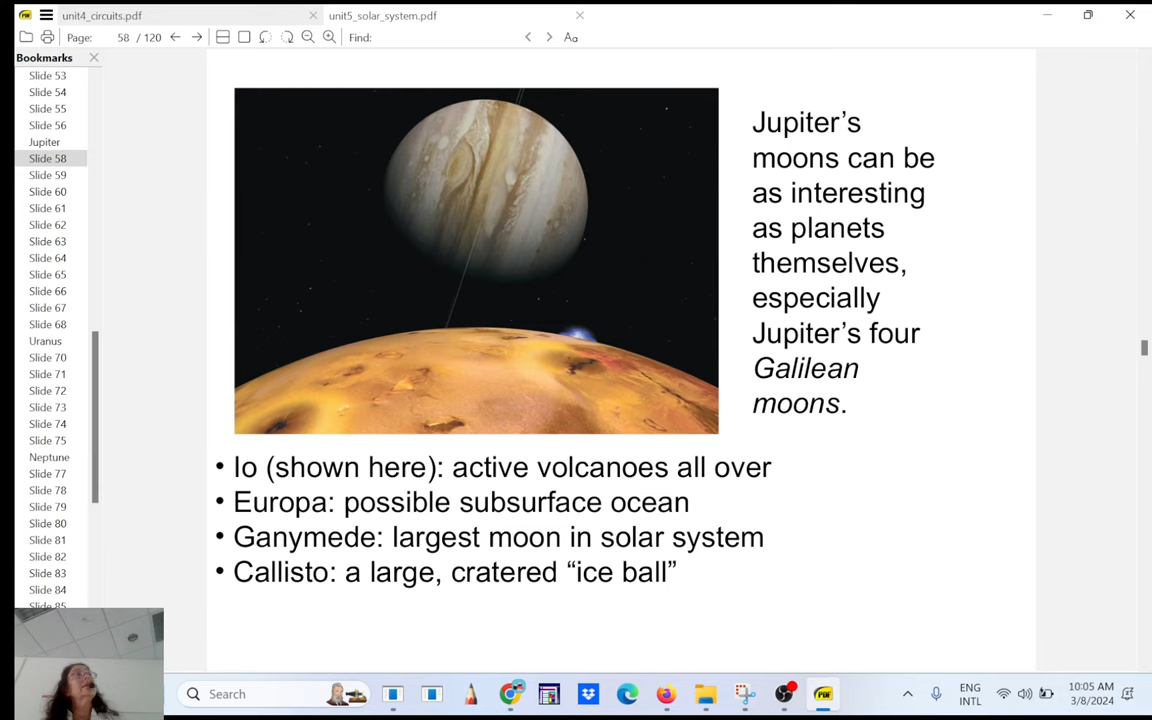 unit4_circuits.pdf
unit5_solar_system.pdf
Page: 58 / 120
Find:
Aa
Bookmarks
Slide 53
Slide 54
Slide 55
Slide 56
Jupiter
Slide 58
Slide 59
Slide 60
Slide 61
Slide 62
Slide 63
Slide 64
Slide 65
Slide 66
Slide 67
Slide 68
Uranus
Slide 70
Slide 71
Slide 72
Slide 73
Slide 74
Slide 75
Neptune
Slide 77
Slide 78
Slide 79
Slide 80
Slide 81
Slide 82
Slide 83
Slide 84
Slide 85
Jupiter’s
moons can be
as interesting
as planets
themselves,
especially
Jupiter’s four
Galilean
moons.
• Io (shown here): active volcanoes all over
• Europa: possible subsurface ocean
• Ganymede: largest moon in solar system
• Callisto: a large, cratered “ice ball”
Search
PDF
ENG
INTL
10:05 AM
3/8/2024